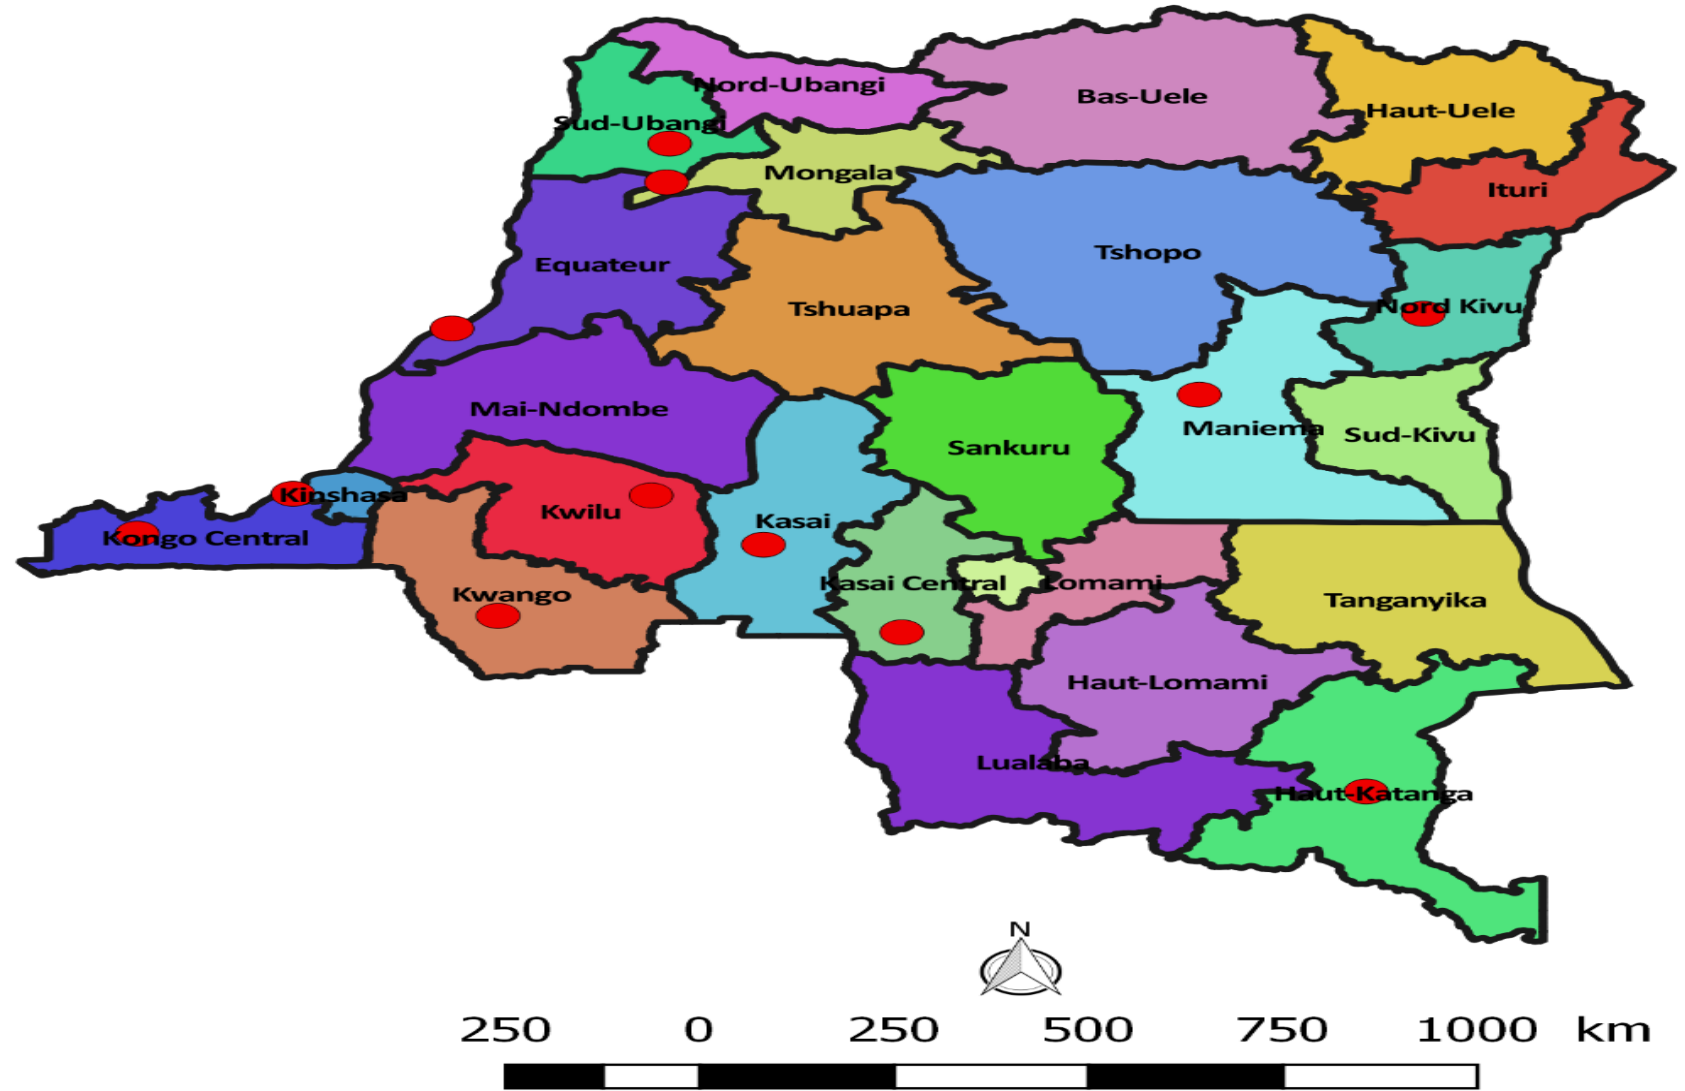 Nord-Ubangi
Bas-Uele
Haut-Uele
Sud-Ubangi
Mongala
Ituri
Equateur
Tshopo
Tshuapa
Nord Kivu
Mai-Ndombe
Maniema
Sud-Kivu
Sankuru
Kinshasa
Kwilu
Kasai
Kongo Central
Kasai Central
Lomami
Kwango
Tanganyika
Haut-Lomami
Lualaba
Haut-Katanga
N
250 0 250 500 750 1000 km